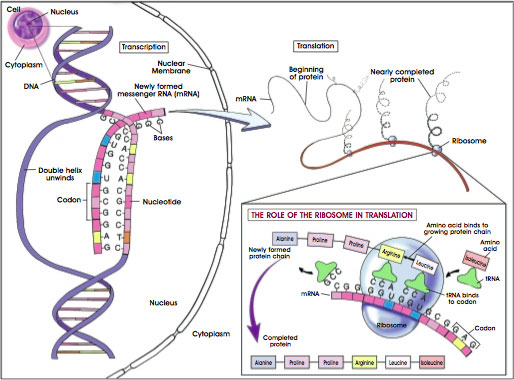 Cell
Nucleus
Cytoplasm
DNA
Transcription
Nuclear
Membrane
Newly formed
messenger RNA (mRNA)
Bases
Double helix
unwinds
Codon
Nucleotide
Nucleus
Cytoplasm
Translation
Beginning
of protein
mRNA
Nearly completed
protein
Ribosome
THE ROLE OF THE RIBOSOME IN TRANSLATION
Amino acid binds to
growing protein chain
Alanine
Proline
Proline
Arginine
Leucine
Amino
acid
Isoleucine
Newly formed
protein chain
tRNA
tRNA binds
to codon
mRNA
Ribosome
Codon
Completed
protein
Alanine
Proline
Proline
Arginine
Leucine
Isoleucine